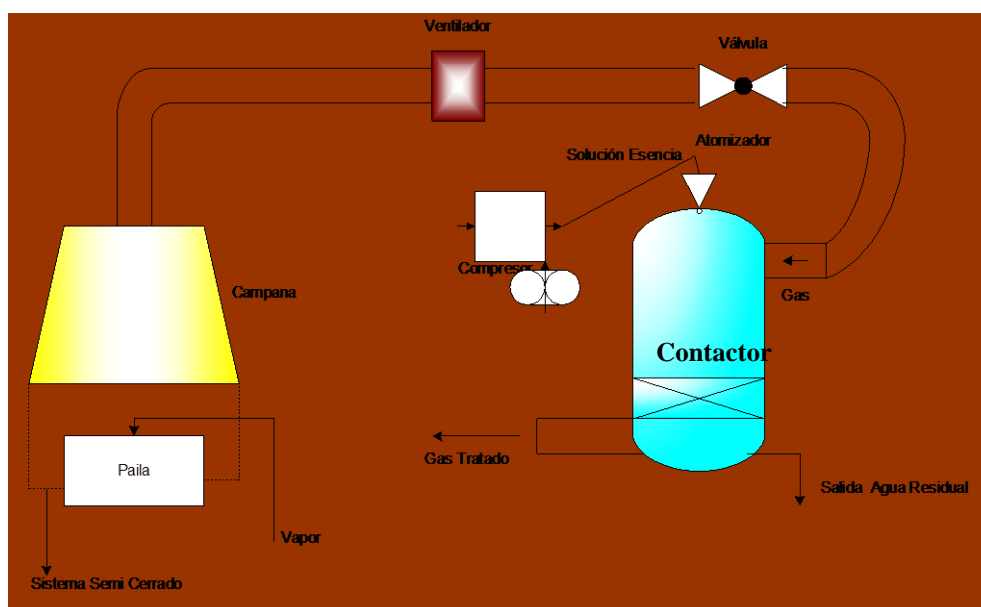 Ventilador
Válvula
Atomizador
Solución Esencia
Compresor
Campana
Gas
Contactor
Gas Tratado
Paila
Salida Agua Residual
Vapor
Sistema Semi Cerrado